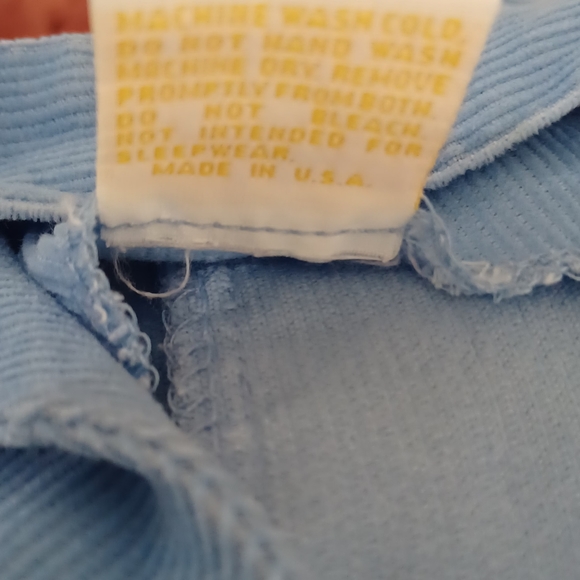 MACHINE WASH COLD.
DO NOT HAND WASH
MACHINE DRY REMOVE
PROMPTLY FROM BOTH.
DO NOT BLEACH.
NOT INTENDED FOR
SLEEPWEAR.
MADE IN U.S.A.